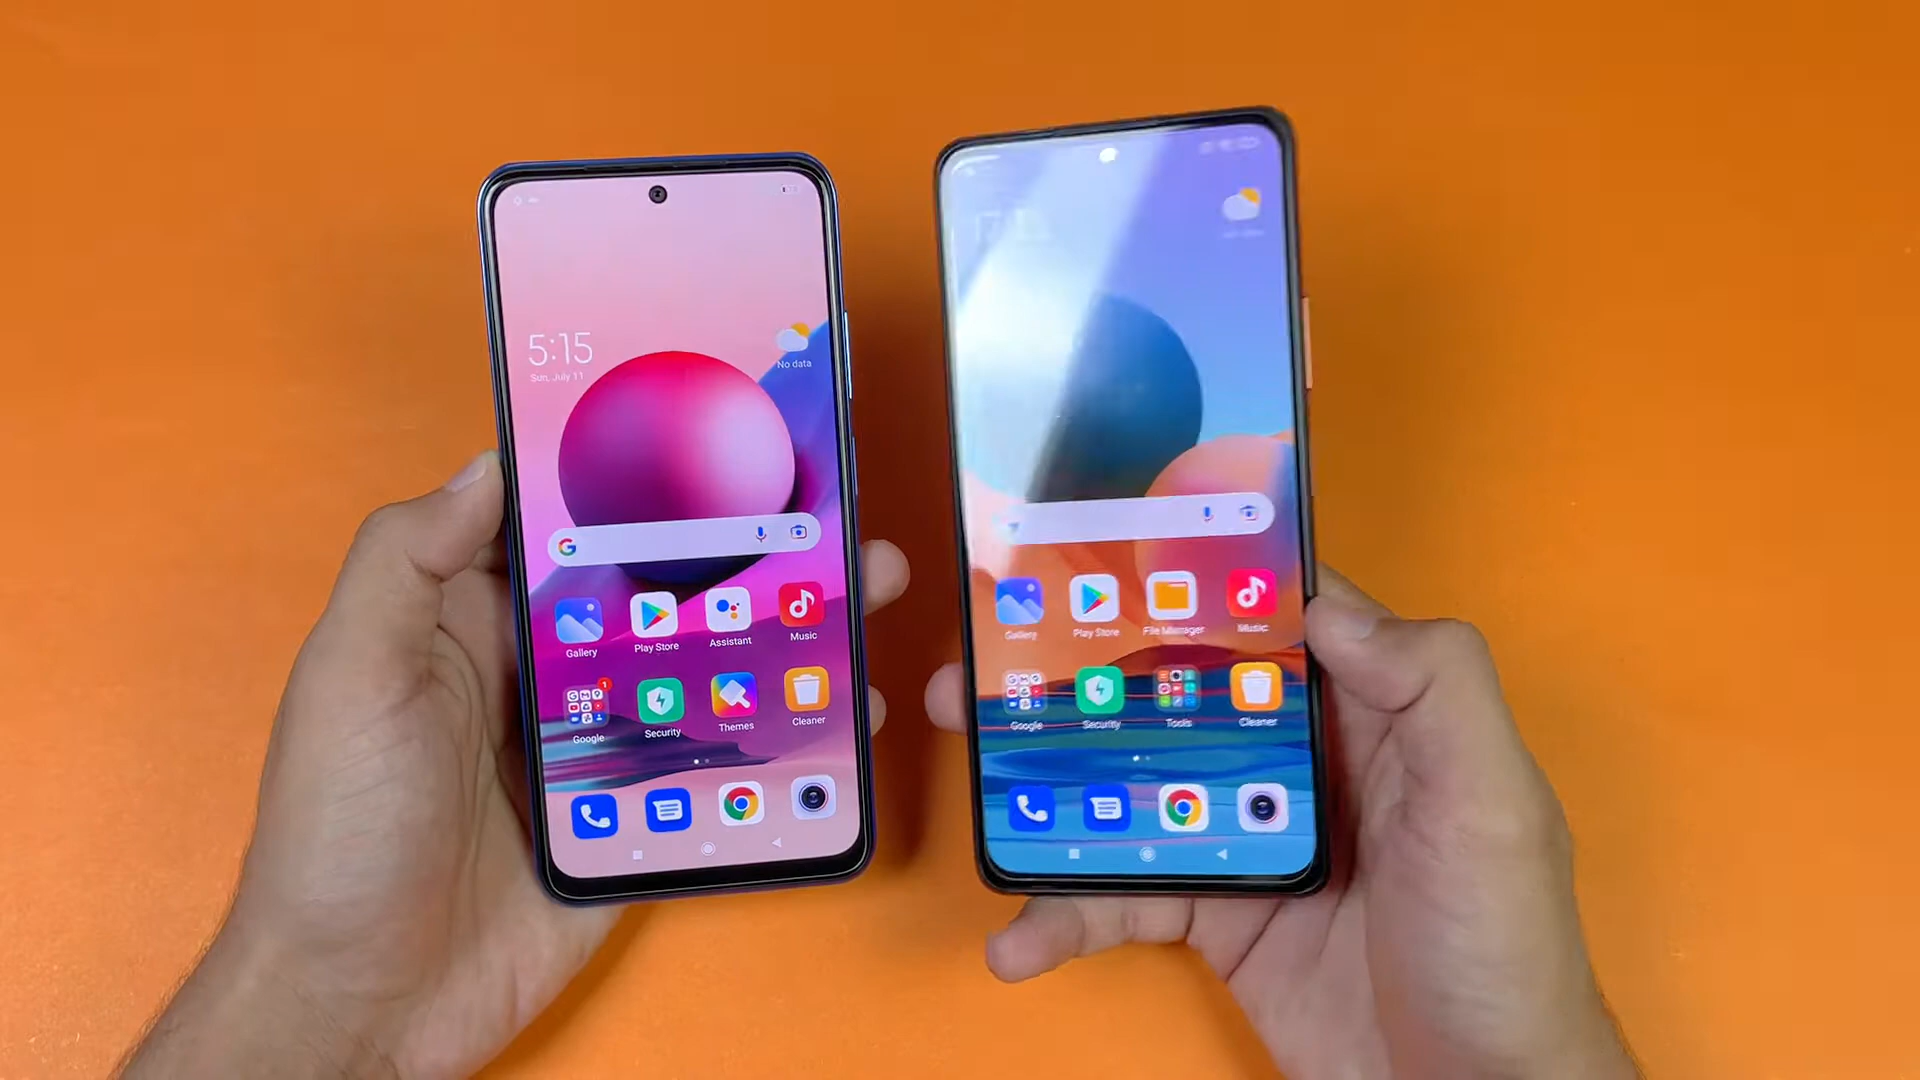 5:15
Sun, July 11
No data
G
Gallery
Play Store
Assistant
Music
1
Google
Security
Themes
Cleaner
Gallery
Play Store
File Manager
Music
Google
Security
Tools
Cleaner